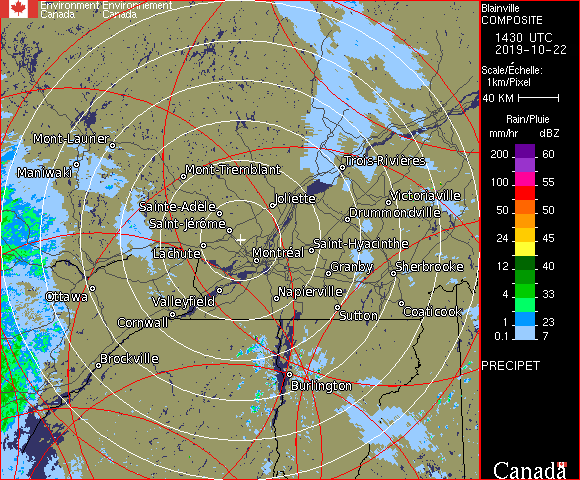 Environment Environnement
Canada Canada
Blainville
COMPOSITE
1430 UTC
2019-10-22
Scale/Échelle:
1km/Pixel
40 KM
Rain/Pluie
mm/hr dBZ
200 60
150 57
100 55
50 50
24 45
12 40
4 33
1 23
0.1 7
PRECIPET
Canada
Mont-Laurier
Maniwaki
Mont-Tremblant
Trois-Rivières
Joliette
Victoriaville
Sainte-Adèle
Drummondville
Saint-Jérôme
Lachute
Montréal
Saint-Hyacinthe
Granby
Sherbrooke
Ottawa
Valleyfield
Napierville
Cornwall
Sutton
Coaticook
Brockville
Burlington